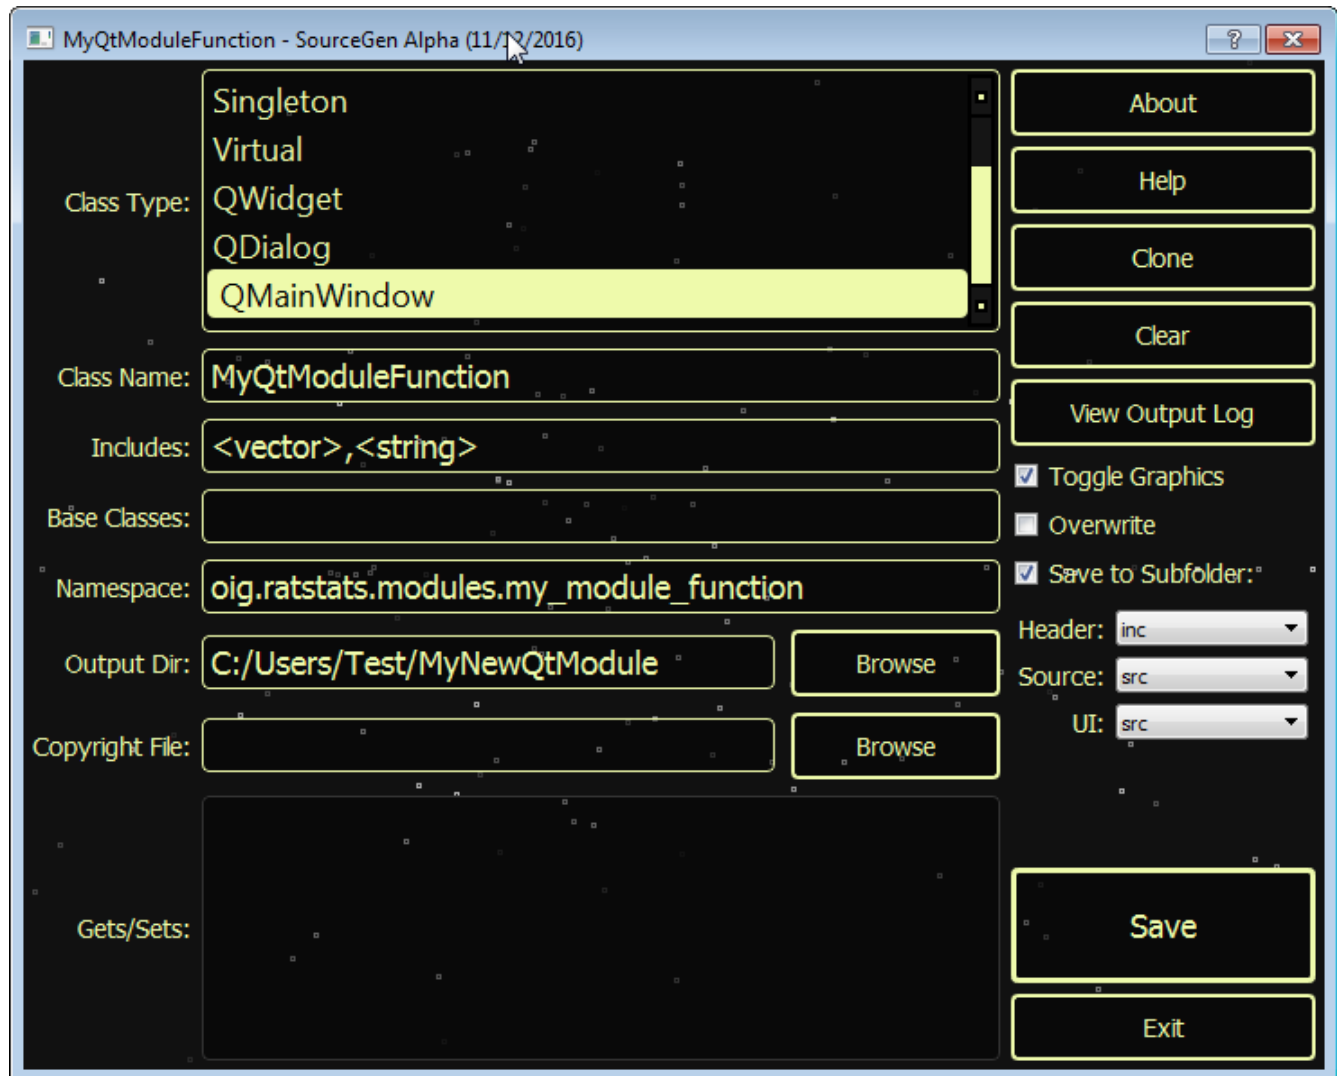 MyQtModuleFunction - SourceGen Alpha (11/12/2016)
Class Type:
Singleton
Virtual
QWidget
QDialog
QMainWindow
Class Name: MyQtModuleFunction
Includes: <vector>,<string>
Base Classes:
Namespace: oig.ratstats.modules.my_module_function
Output Dir: C:/Users/Test/MyNewQtModule Browse
Copyright File: Browse
Gets/Sets:
About
Help
Clone
Clear
View Output Log
Toggle Graphics
Overwrite
Save to Subfolder:
Header: inc
Source: src
UI: src
Save
Exit